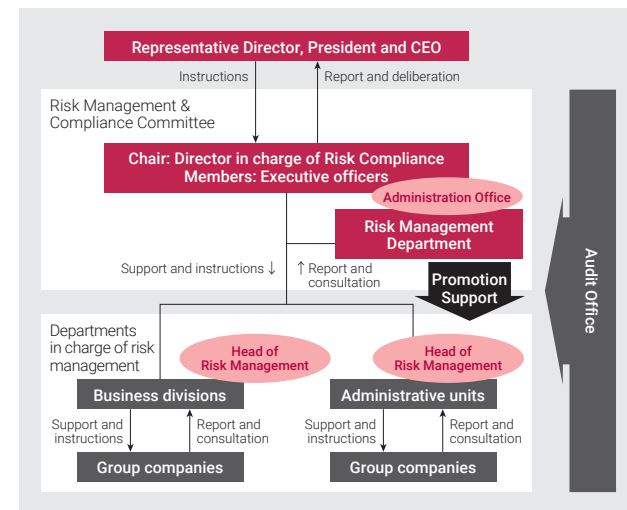 Representative Director, President and CEO
Instructions
Report and deliberation
Risk Management &
Compliance Committee
Chair: Director in charge of Risk Compliance
Members: Executive officers
Administration Office
Risk Management
Department
Support and instructions ↓
↑ Report and
consultation
Promotion
Support
Audit Office
Departments
in charge of risk
management
Head of
Risk Management
Head of
Risk Management
Business divisions
Administrative units
Support and
instructions
Report and
consultation
Support and
instructions
Report and
consultation
Group companies
Group companies